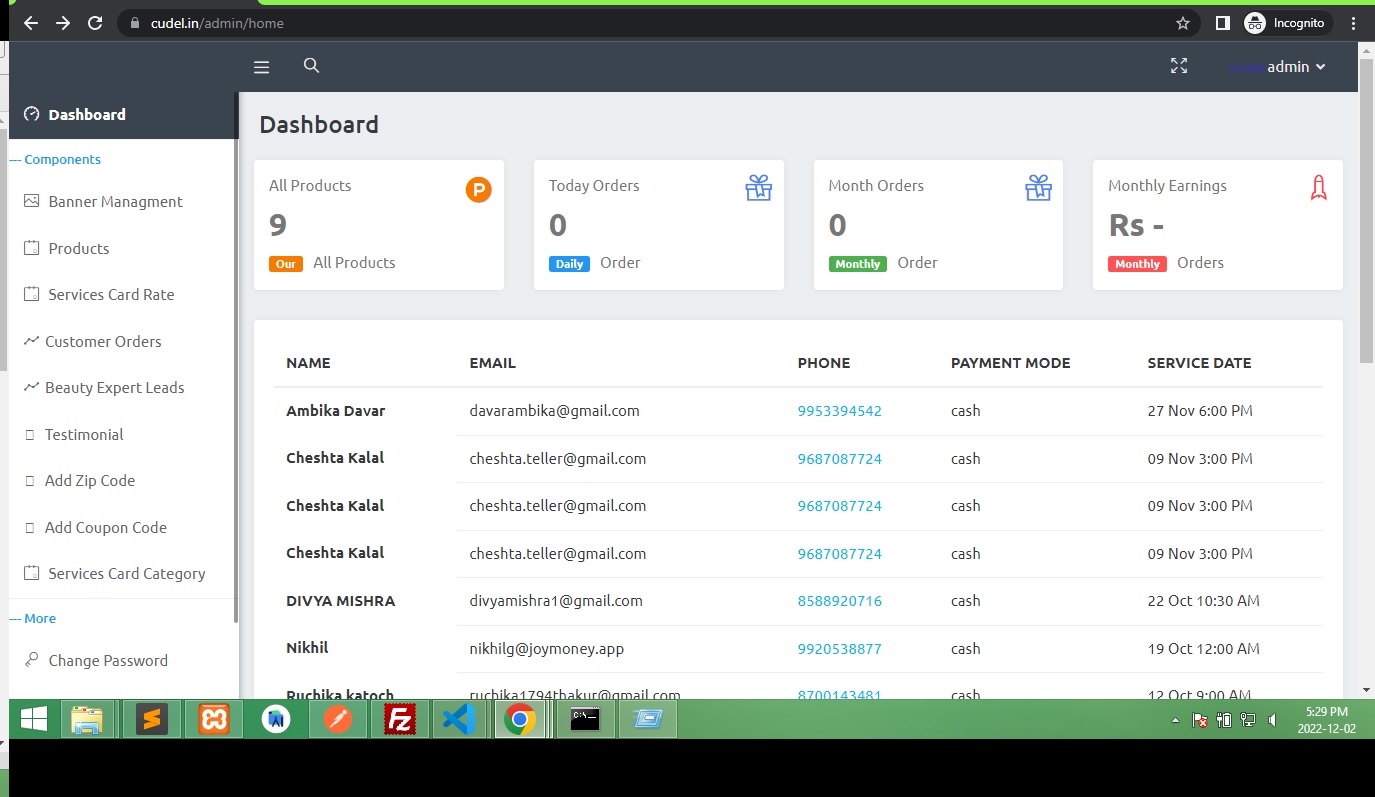 cudel.in/admin/home
Incognito
admin
Dashboard
--- Components
Banner Managment
Products
Services Card Rate
Customer Orders
Beauty Expert Leads
Testimonial
Add Zip Code
Add Coupon Code
Services Card Category
--- More
Change Password
Dashboard
All Products
P
9
Our All Products
Today Orders
0
Daily Order
Month Orders
0
Monthly Order
Monthly Earnings
Rs -
Monthly Orders
NAME EMAIL PHONE PAYMENT MODE SERVICE DATE
Ambika Davar davarambika@gmail.com 9953394542 cash 27 Nov 6:00 PM
Cheshta Kalal cheshta.teller@gmail.com 9687087724 cash 09 Nov 3:00 PM
Cheshta Kalal cheshta.teller@gmail.com 9687087724 cash 09 Nov 3:00 PM
Cheshta Kalal cheshta.teller@gmail.com 9687087724 cash 09 Nov 3:00 PM
DIVYA MISHRA divyamishra1@gmail.com 8588920716 cash 22 Oct 10:30 AM
Nikhil nikhilg@joymoney.app 9920538877 cash 19 Oct 12:00 AM
Ruchika katoch ruchika1794thakur@gmail.com 8700143481 cash 12 Oct 9:00 AM
5:29 PM
2022-12-02